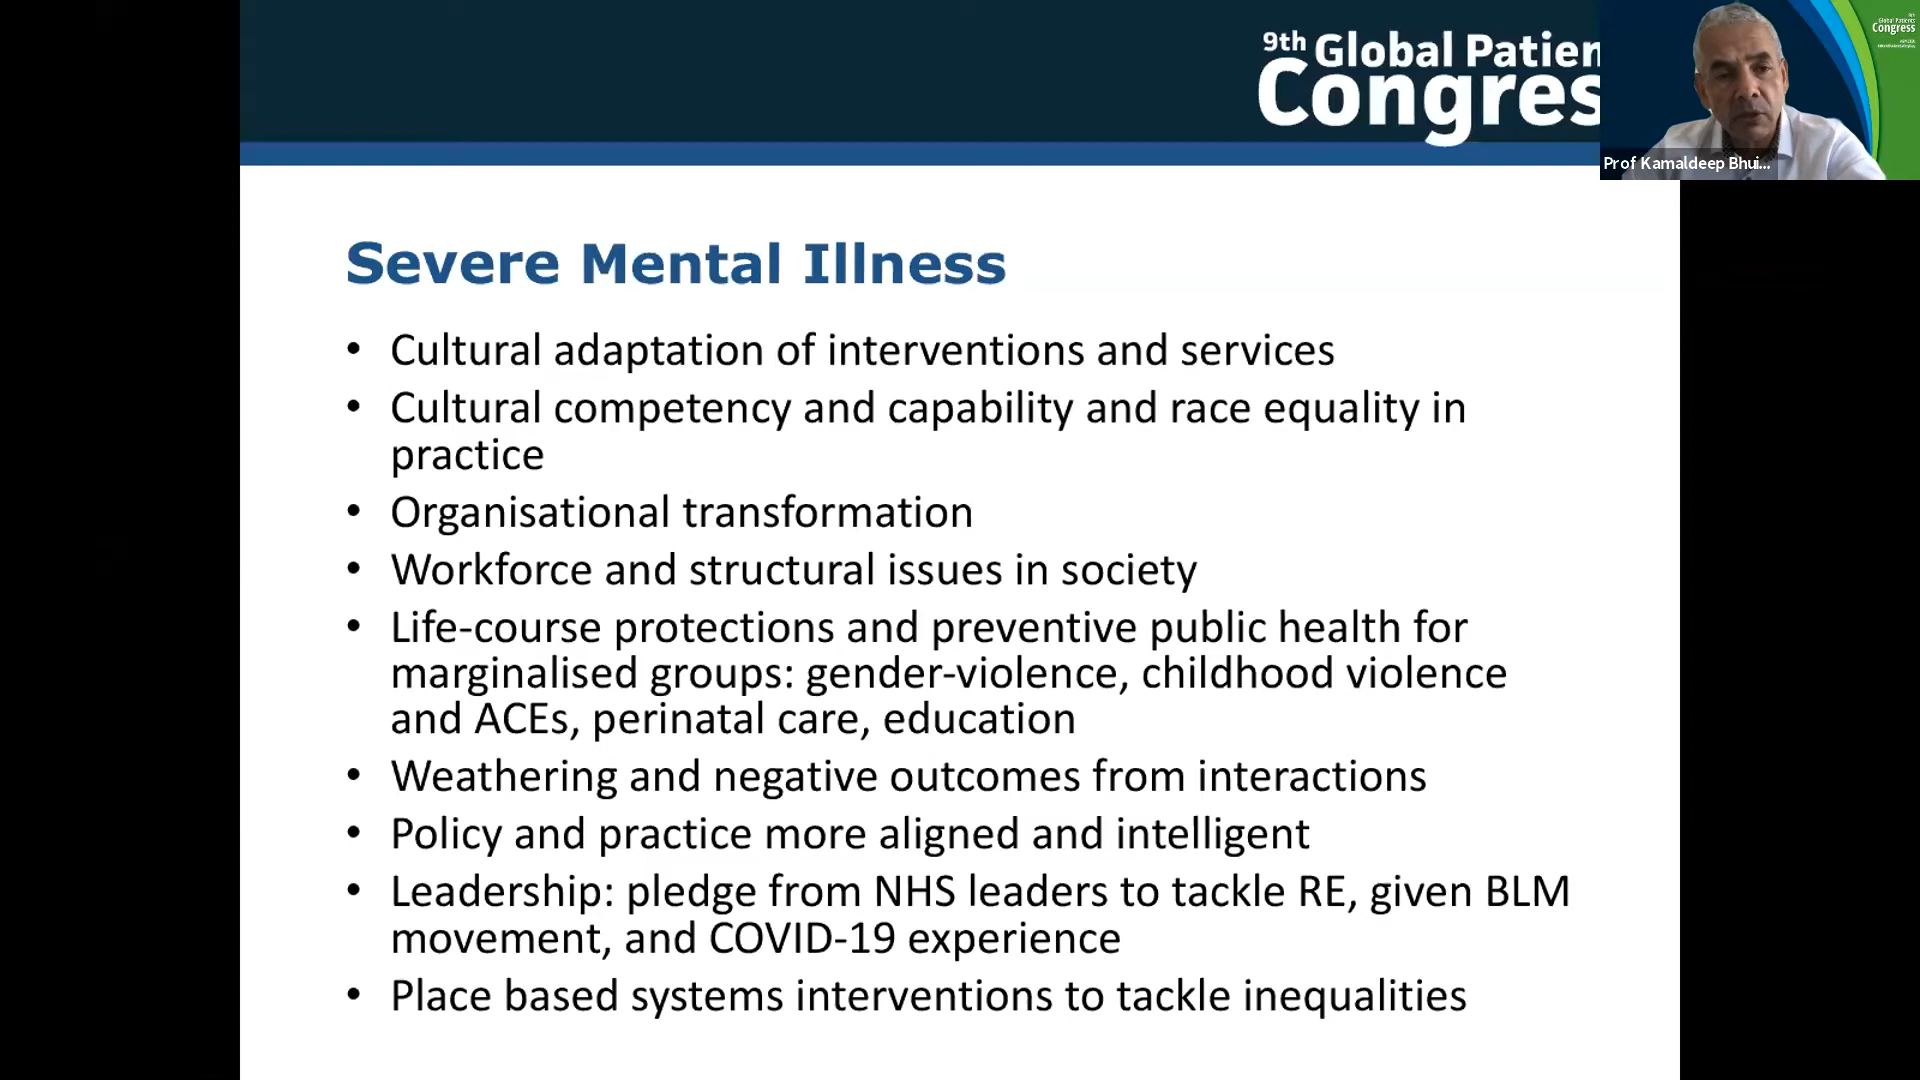 9th Global Patien
Congres
Global Patients
Congress
Prof Kamaldeep Bhui...
Severe Mental Illness
• Cultural adaptation of interventions and services
• Cultural competency and capability and race equality in
practice
• Organisational transformation
• Workforce and structural issues in society
• Life-course protections and preventive public health for
marginalised groups: gender-violence, childhood violence
and ACEs, perinatal care, education
• Weathering and negative outcomes from interactions
• Policy and practice more aligned and intelligent
• Leadership: pledge from NHS leaders to tackle RE, given BLM
movement, and COVID-19 experience
• Place based systems interventions to tackle inequalities